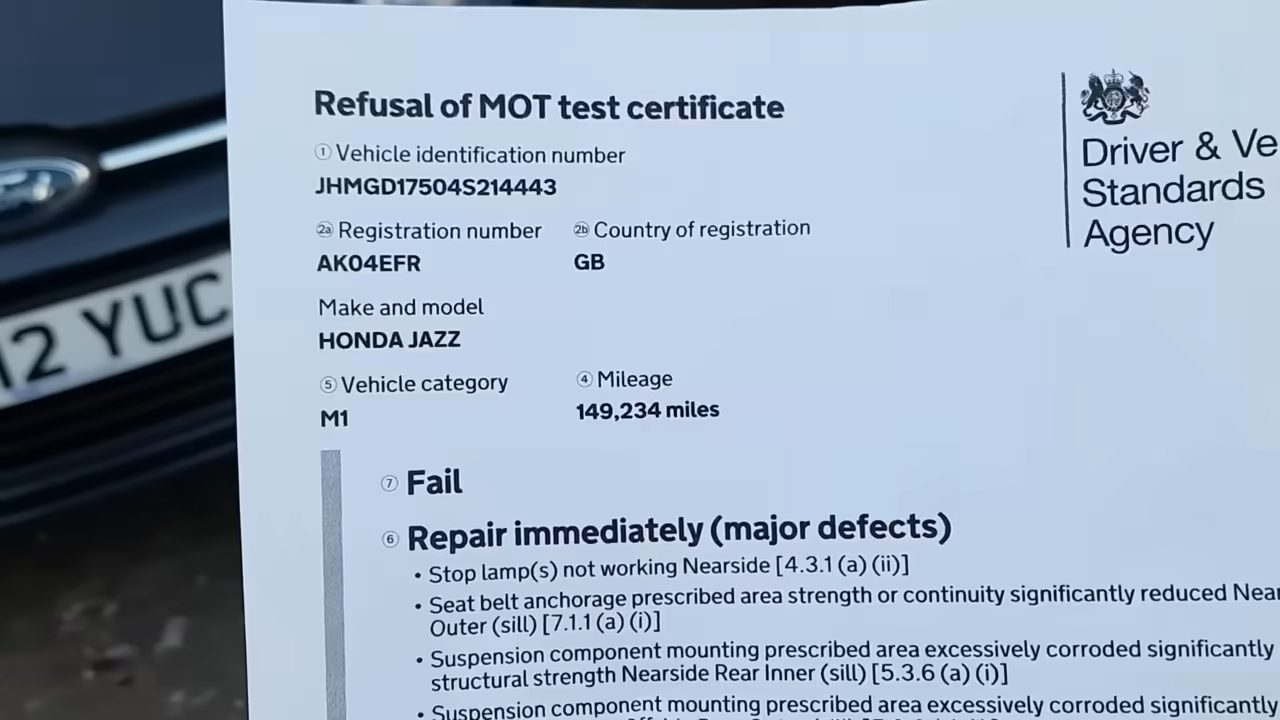 Refusal of MOT test certificate
① Vehicle identification number
JHMGD17504S214443
2a Registration number 2b Country of registration
AK04EFR GB
Make and model
HONDA JAZZ
⑤ Vehicle category ④ Mileage
M1 149,234 miles
⑦ Fail
⑥ Repair immediately (major defects)
• Stop lamp(s) not working Nearside [4.3.1 (a) (ii)]
• Seat belt anchorage prescribed area strength or continuity significantly reduced
Outer (sill) [7.1.1 (a) (i)]
• Suspension component mounting prescribed area excessively corroded significantly
structural strength Nearside Rear Inner (sill) [5.3.6 (a) (i)]
• Suspension component mounting prescribed area excessively corroded significantly
Driver &
Standards
Agency
2 YUC